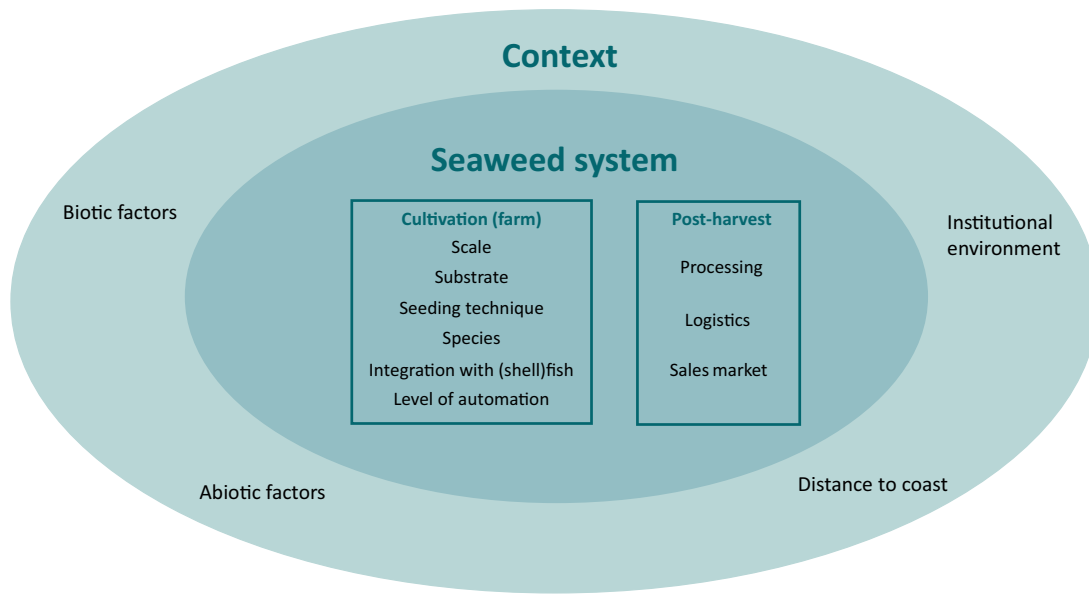 Context
Seaweed system
Biotic factors
Cultivation (farm)
Scale
Substrate
Seeding technique
Species
Integration with (shell)fish
Level of automation
Post-harvest
Processing
Logistics
Sales market
Institutional
environment
Abiotic factors
Distance to coast